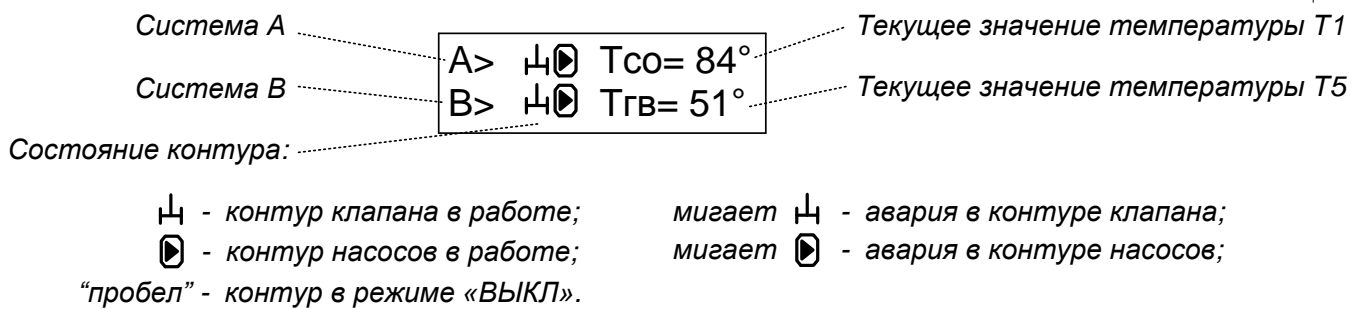 Система А
Текущее значение температуры Т1
А> Тсо= 84°
Система В
В> Тгв= 51°
Текущее значение температуры Т5
Состояние контура:
- контур клапана в работе;
мигает - авария в контуре клапана;
- контур насосов в работе;
мигает - авария в контуре насосов;
“пробел” - контур в режиме «ВЫКЛ».